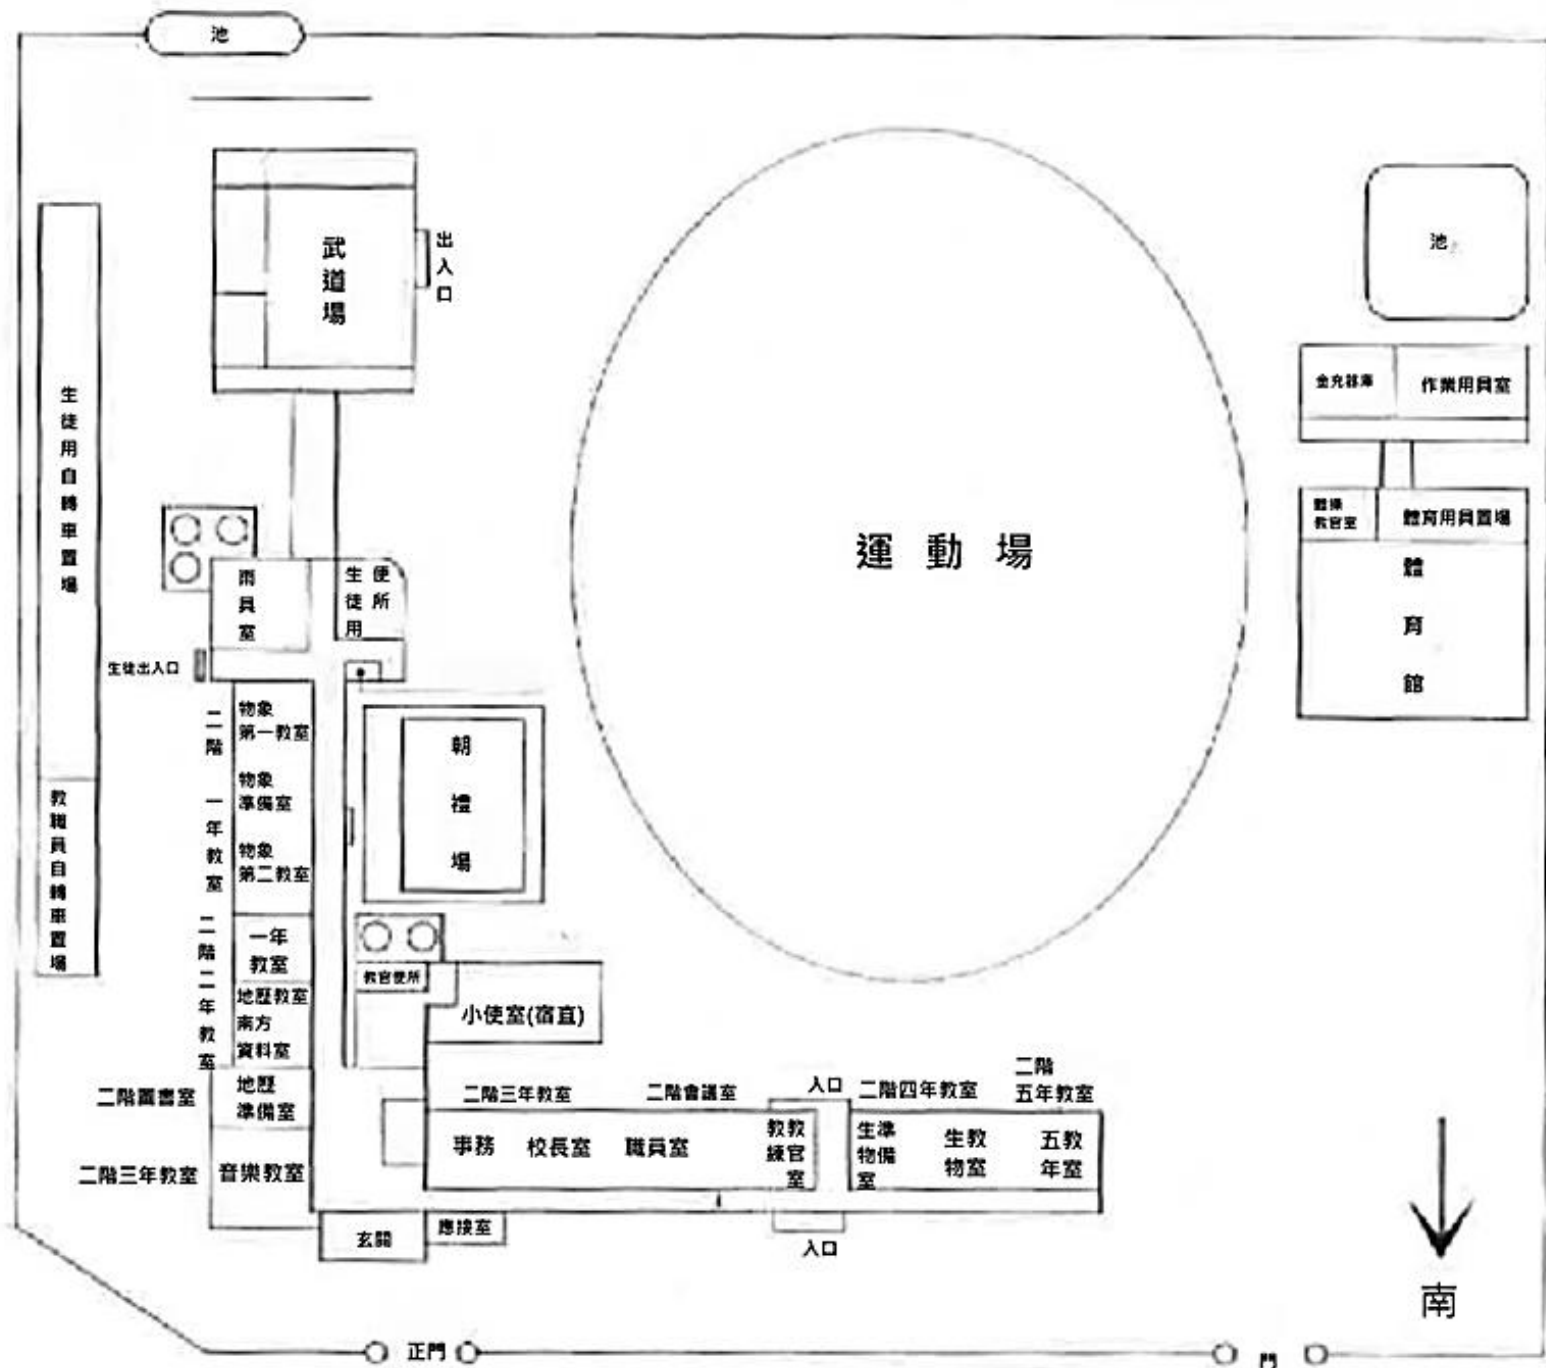 池
武道場
出入口
池
生徒用自轉車置場
作業用具室
體操
教官室
體育用具置場
體育館
運動場
雨具室
便所
生徒用
生徒出入口
二階
一年教室
物象
第一教室
物象
準備室
物象
第二教室
朝禮場
教職員自轉車置場
二階二年教室
一年
教室
地歷教室
南方
資料室
教官便所
小使室(宿直)
二階圖書室
地歷
準備室
二階三年教室
音樂教室
二階三年教室
二階會議室
入口
二階四年教室
二階
五年教室
事務
校長室
職員室
教官室
教練
準備
生物室
教室
生物
教室
五年
玄關
應接室
入口
南
正門
門